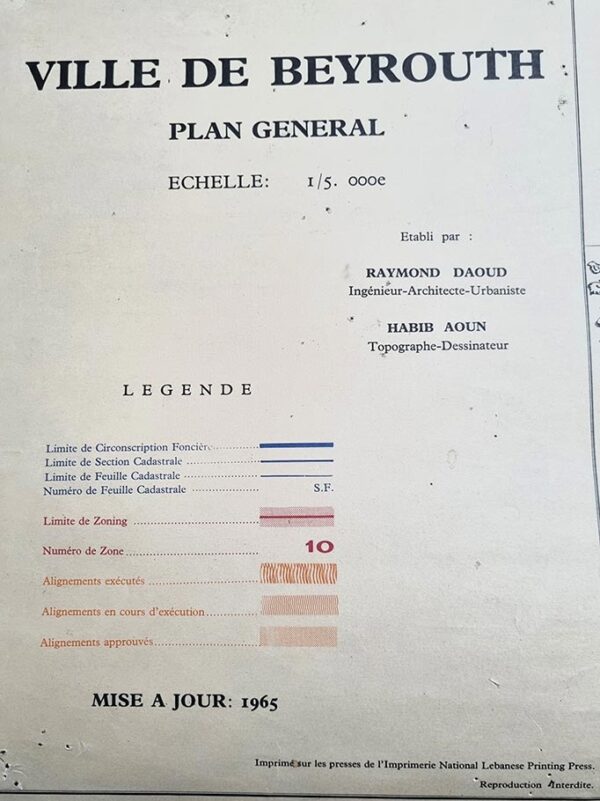 VILLE DE BEYROUTH
PLAN GENERAL
ECHELLE: 1/5. 000e
Etabli par :
RAYMOND DAOUD
Ingénieur-Architecte-Urbaniste
HABIB AOUN
Topographe-Dessinateur
LEGENDE
Limite de Circonscription Foncière
Limite de Section Cadastrale
Limite de Feuille Cadastrale
Numéro de Feuille Cadastrale S.F.
Limite de Zoning
Numéro de Zone 10
Alignements exécutés
Alignements en cours d'exécution
Alignements approuvés
MISE A JOUR: 1965
Imprimé sur les presses de l'Imprimerie National Lebanese Printing Press.
Reproduction Interdite.